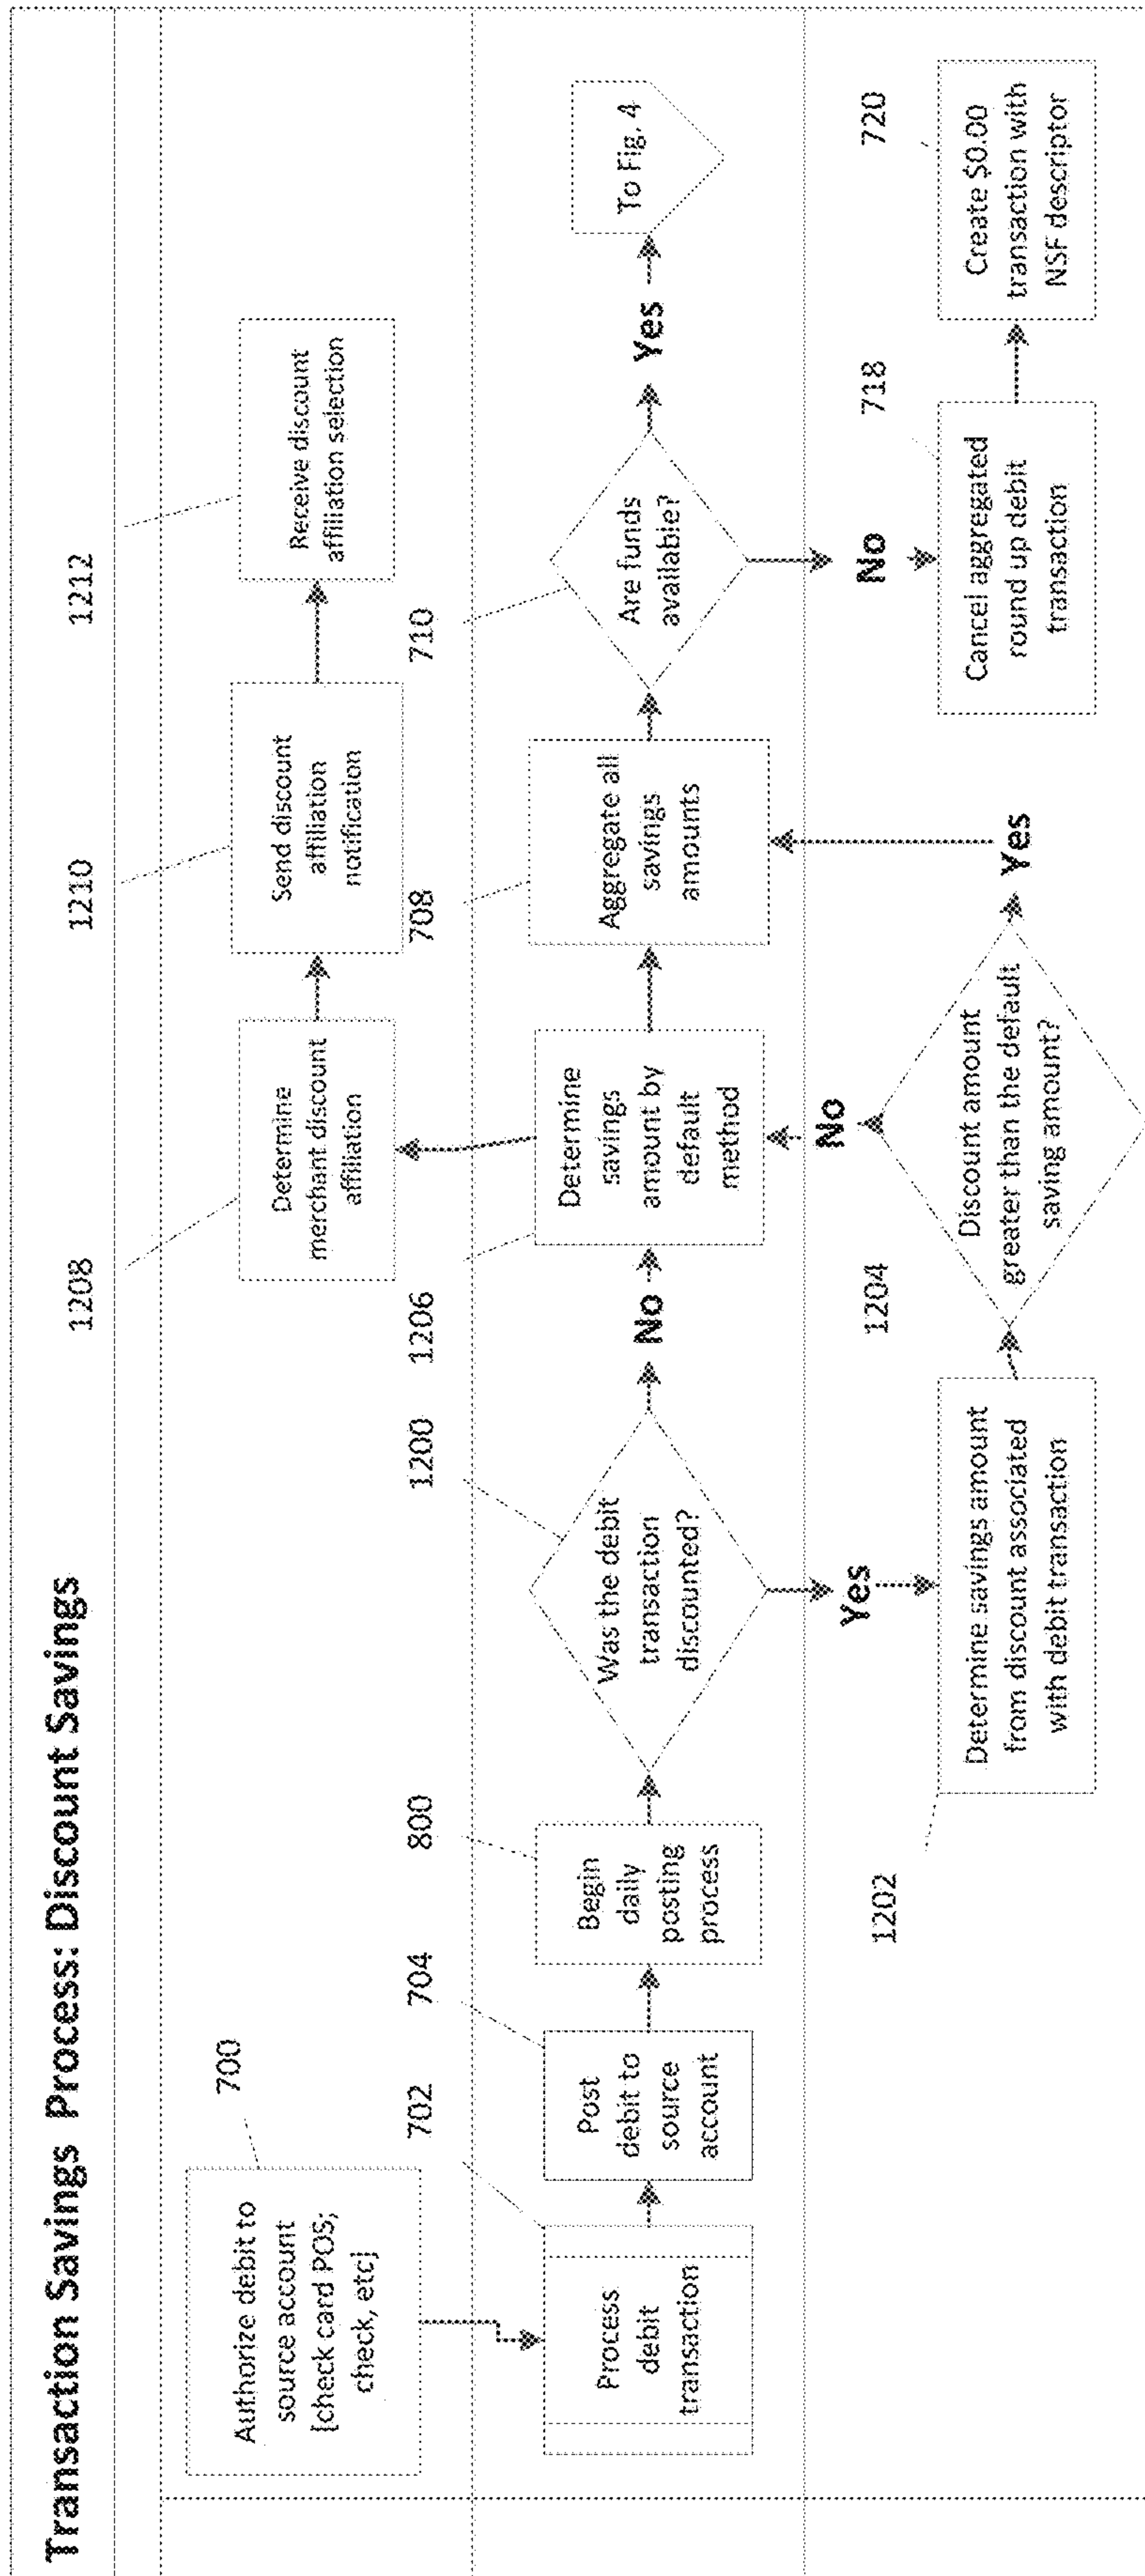 Transaction Savings Process: Discount Savings
700
Authorize debit to
source account
[check card POS;
check, etc]
702
Process
debit
transaction
704
Post
debit to
source
account
800
Begin
daily
posting
process
1200
Was the debit
transaction
discounted?
No
Yes
1202
Determine savings amount
from discount associated
with debit transaction
1204
Discount amount
greater than the default
saving amount?
No
Yes
1206
Determine
savings
amount by
default
method
1208
Determine
merchant discount
affiliation
1210
Send discount
affiliation
notification
1212
Receive discount
affiliation selection
708
Aggregate all
savings
amounts
710
Are funds
available?
Yes
To Fig. 4
No
718
Cancel aggregated
round up debit
transaction
720
Create $0.00
transaction with
NSF descriptor